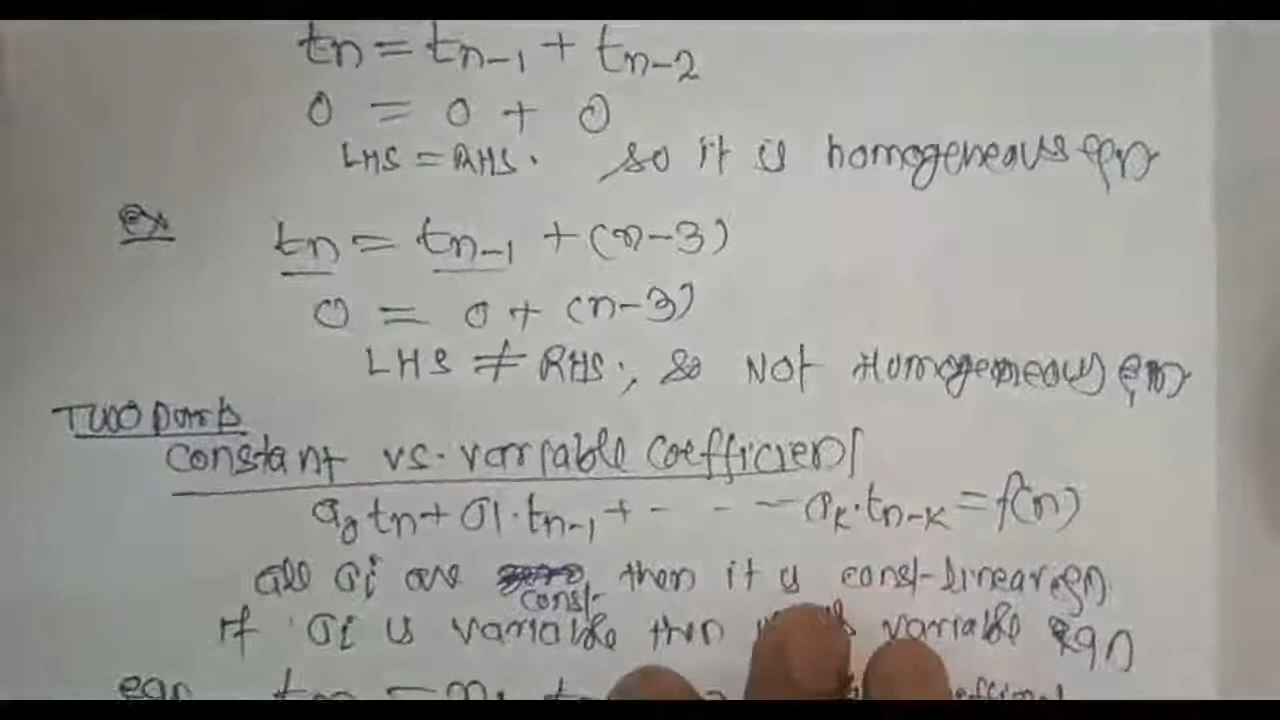 tn = tn-1 + tn-2
0 = 0 + 0
LHS = RHS. so it is homogeneous eqn
Ex tn = tn-1 + (n-3)
0 = 0 + (n-3)
LHS ≠ RHS., so NOT Homogeneous eqn
Two parts
constant vs. variable coefficient
a0 tn + a1.tn-1 + - - - - aK.tn-K = f(n)
all ai are const- then it is const-linear eqn
if ai is variable then variable eqn
eqn